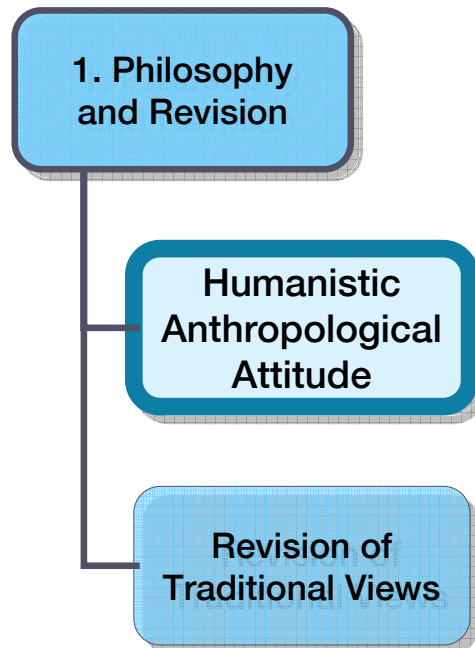 1. Philosophy
and Revision
Humanistic
Anthropological
Attitude
Revision of
Traditional Views